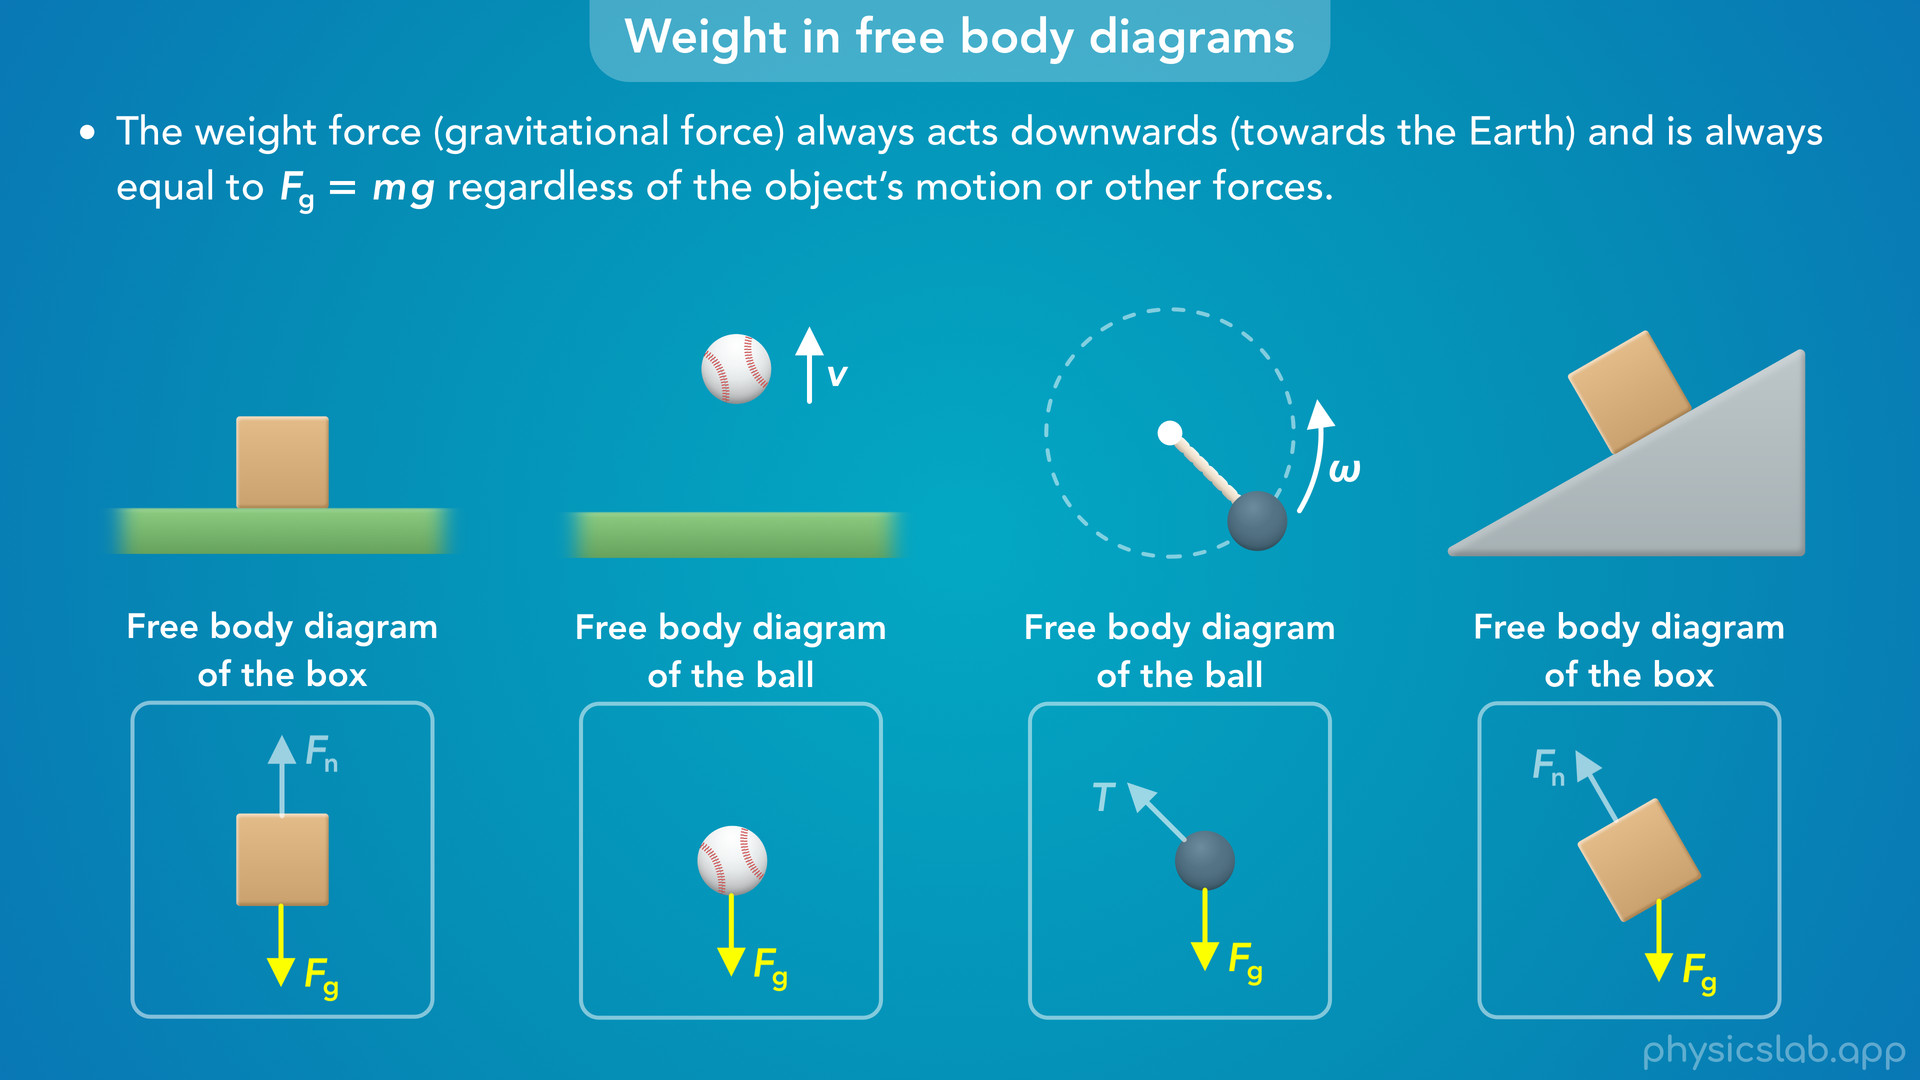 Weight in free body diagrams
• The weight force (gravitational force) always acts downwards (towards the Earth) and is always
equal to Fg = mg regardless of the object’s motion or other forces.
v
ω
Free body diagram
of the box
Free body diagram
of the ball
Free body diagram
of the ball
Free body diagram
of the box
Fn
Fg
Fg
T
Fg
Fn
Fg
physicslab.app